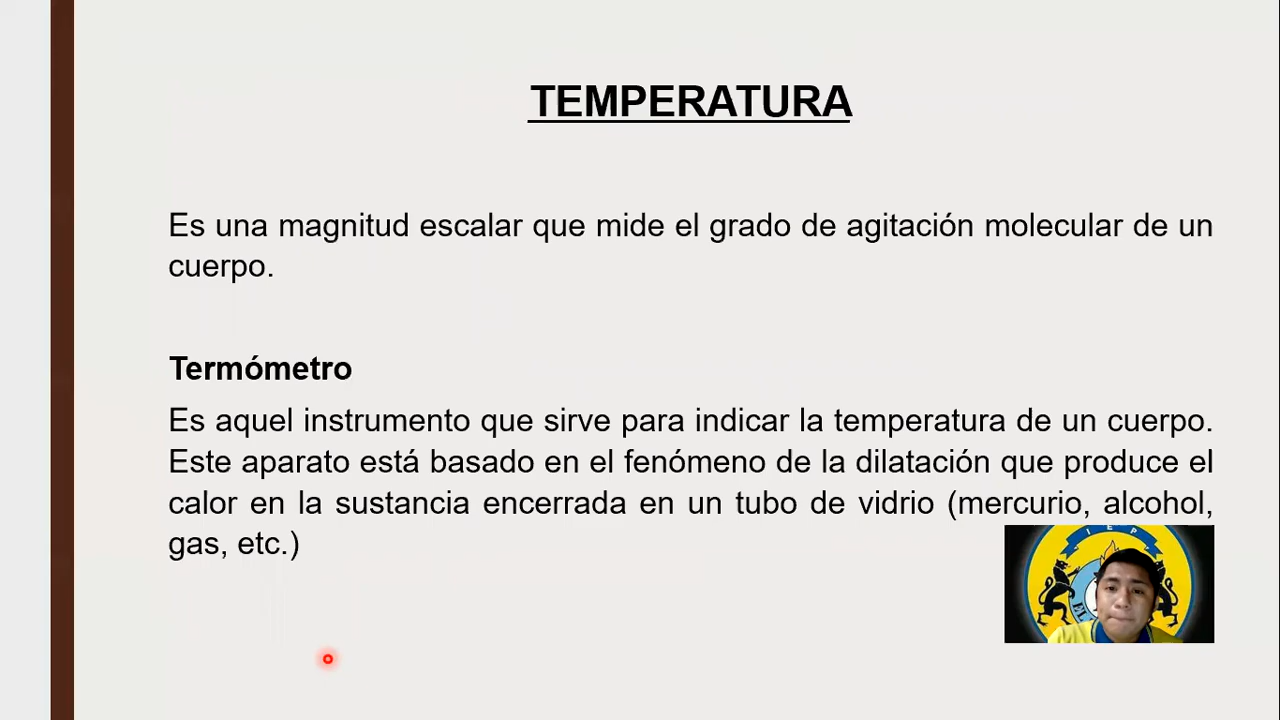 TEMPERATURA
Es una magnitud escalar que mide el grado de agitación molecular de un
cuerpo.
Termómetro
Es aquel instrumento que sirve para indicar la temperatura de un cuerpo.
Este aparato está basado en el fenómeno de la dilatación que produce el
calor en la sustancia encerrada en un tubo de vidrio (mercurio, alcohol,
gas, etc.)
I E P
EL